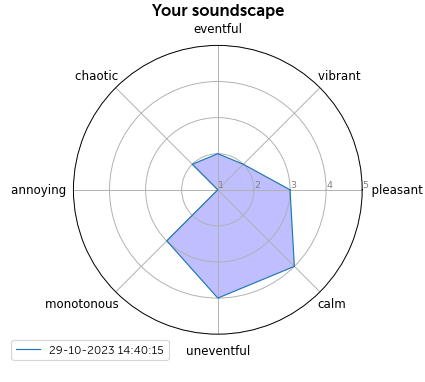 Your soundscape
eventful
chaotic
vibrant
annoying
1 2 3 4 5
pleasant
monotonous
calm
29-10-2023 14:40:15
uneventful